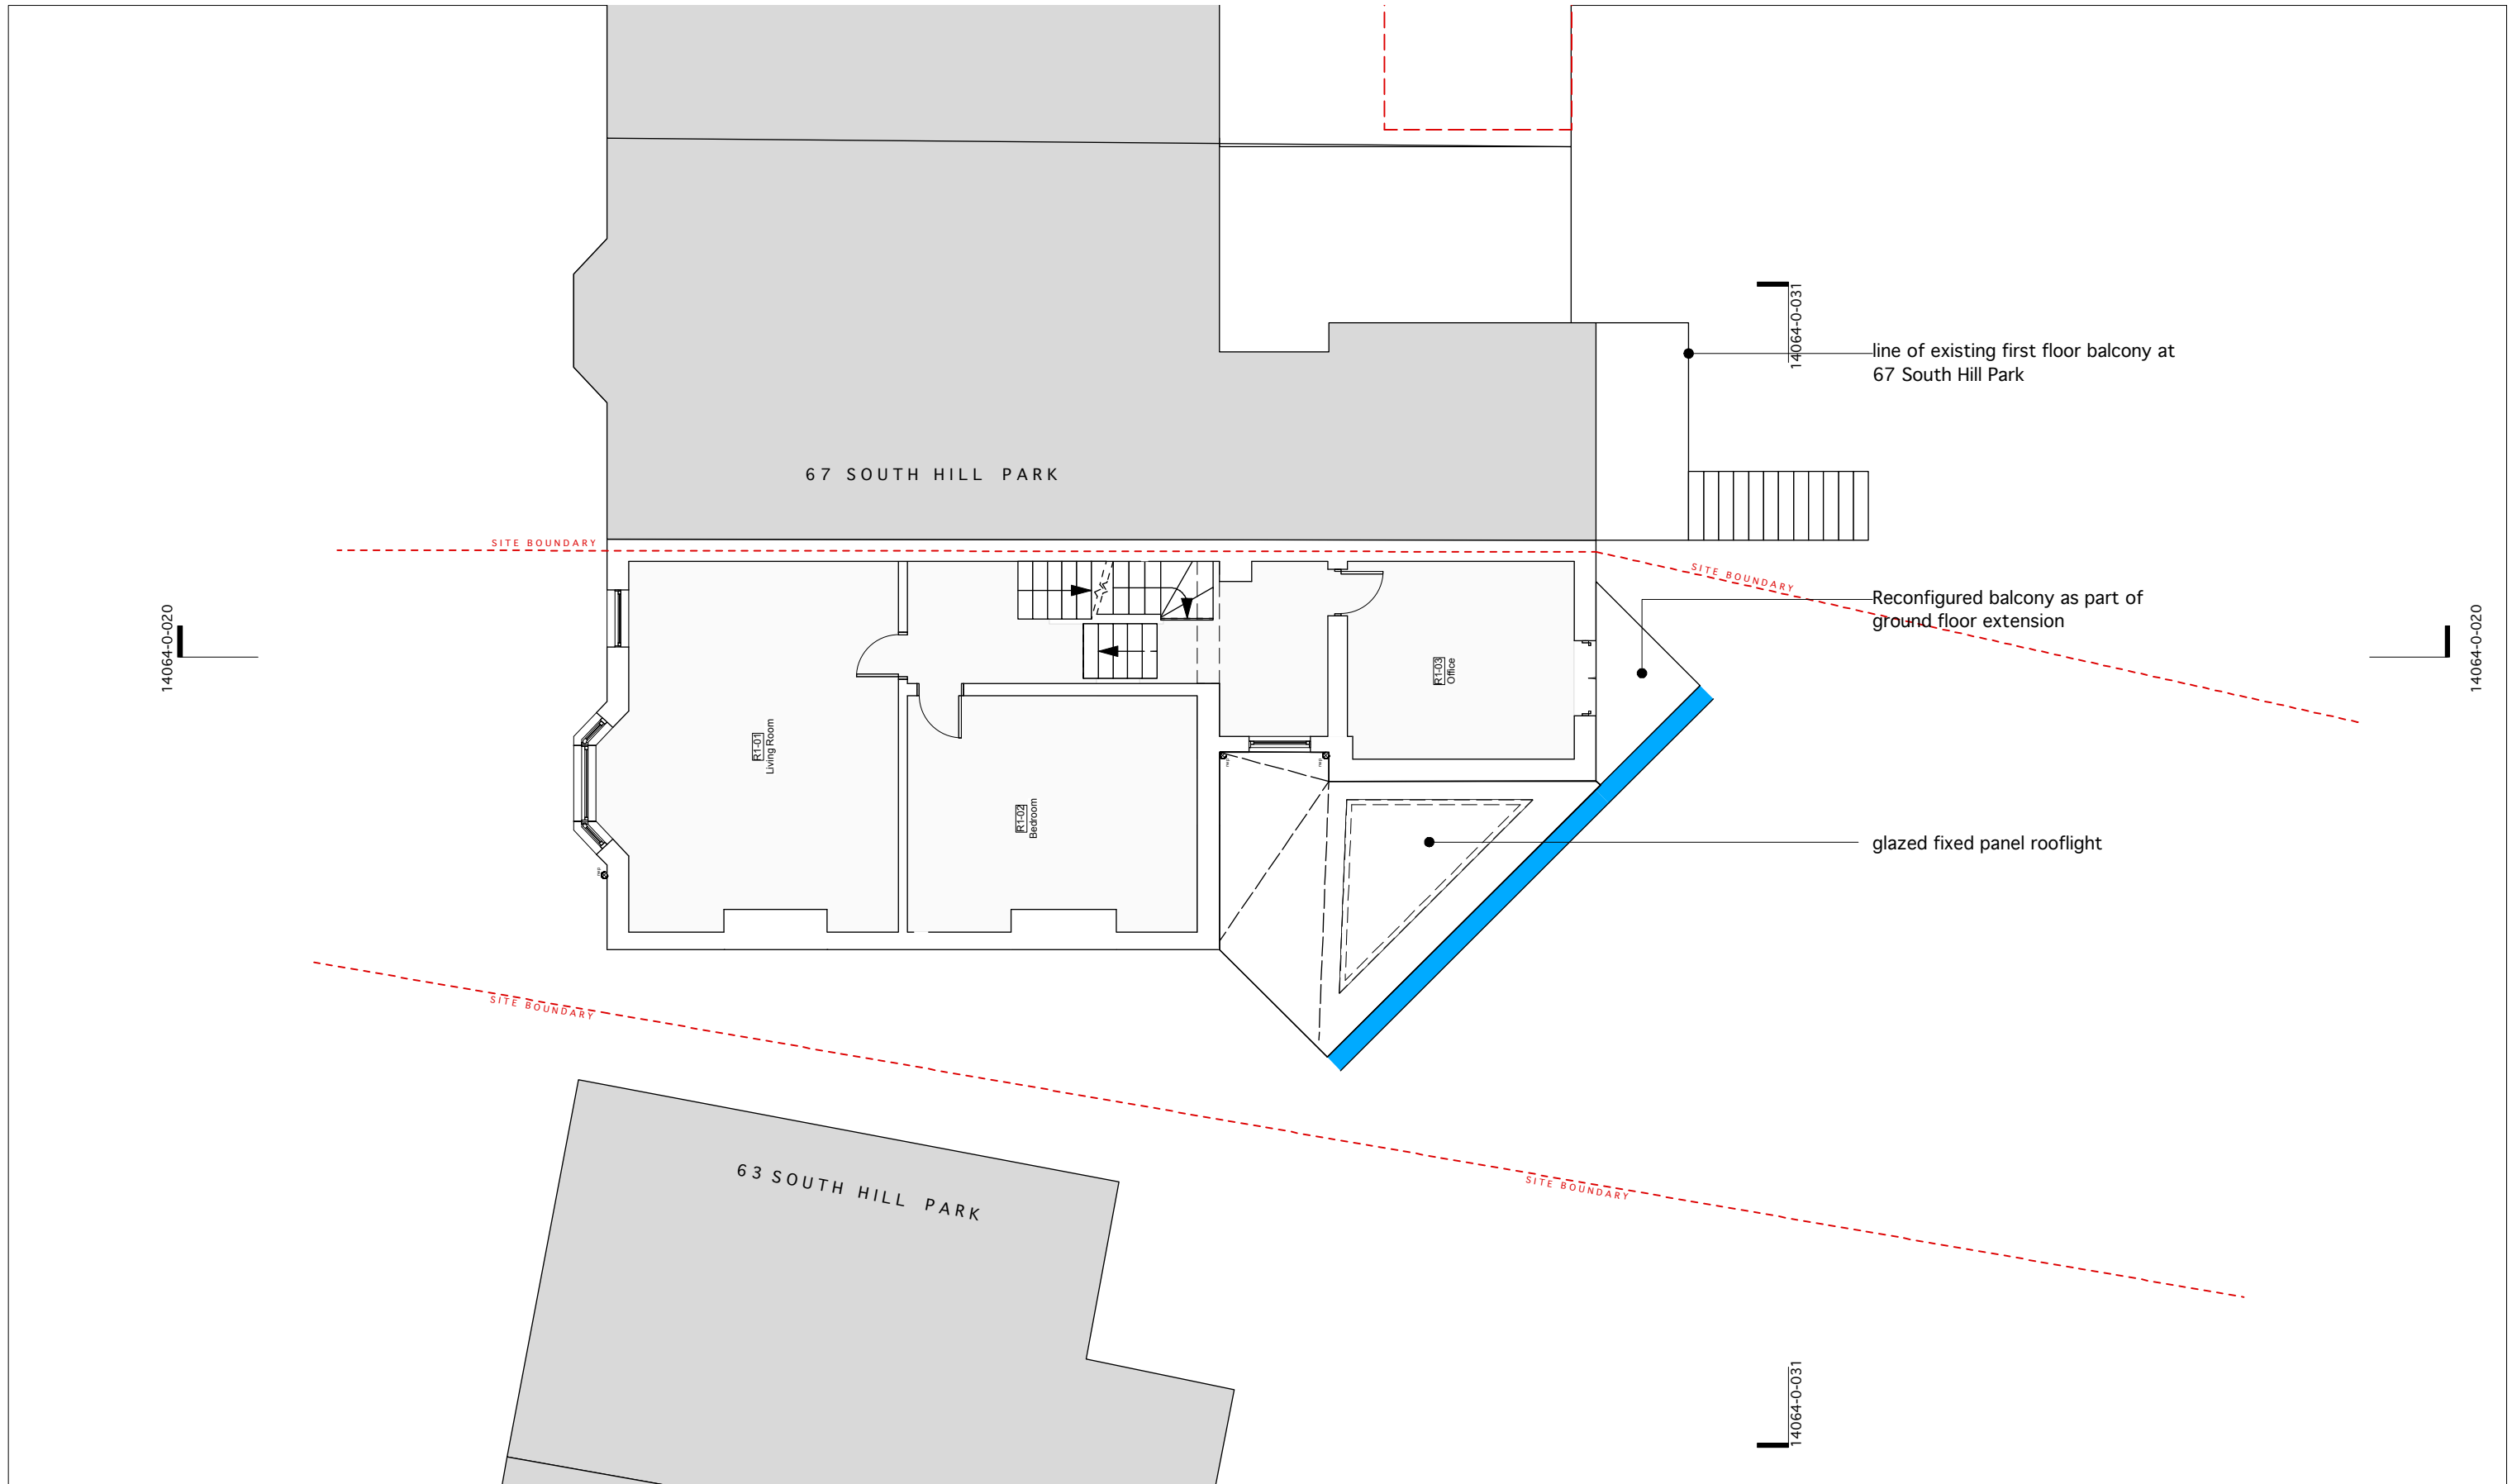 14064-0-031
line of existing first floor balcony at
67 South Hill Park
67 SOUTH HILL PARK
SITE BOUNDARY
SITE BOUNDARY
14064-0-020
Reconfigured balcony as part of
ground floor extension
14064-0-020
R1-03
Office
R1-01
Living Room
rwp
rwp
R1-02
Bedroom
glazed fixed panel rooflight
rwp
SITE BOUNDARY
63 SOUTH HILL PARK
SITE BOUNDARY
14064-0-031